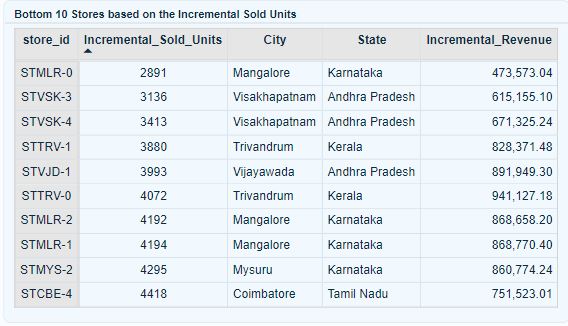 Bottom 10 Stores based on the Incremental Sold Units
store_id Incremental_Sold_Units City State Incremental_Revenue
STMLR-0 2891 Mangalore Karnataka 473,573.04
STVSK-3 3136 Visakhapatnam Andhra Pradesh 615,155.10
STVSK-4 3413 Visakhapatnam Andhra Pradesh 671,325.24
STTRV-1 3880 Trivandrum Kerala 828,371.48
STVJD-1 3993 Vijayawada Andhra Pradesh 891,949.30
STTRV-0 4072 Trivandrum Kerala 941,127.18
STMLR-2 4192 Mangalore Karnataka 868,658.20
STMLR-1 4194 Mangalore Karnataka 868,770.40
STMYS-2 4295 Mysuru Karnataka 860,774.24
STCBE-4 4418 Coimbatore Tamil Nadu 751,523.01